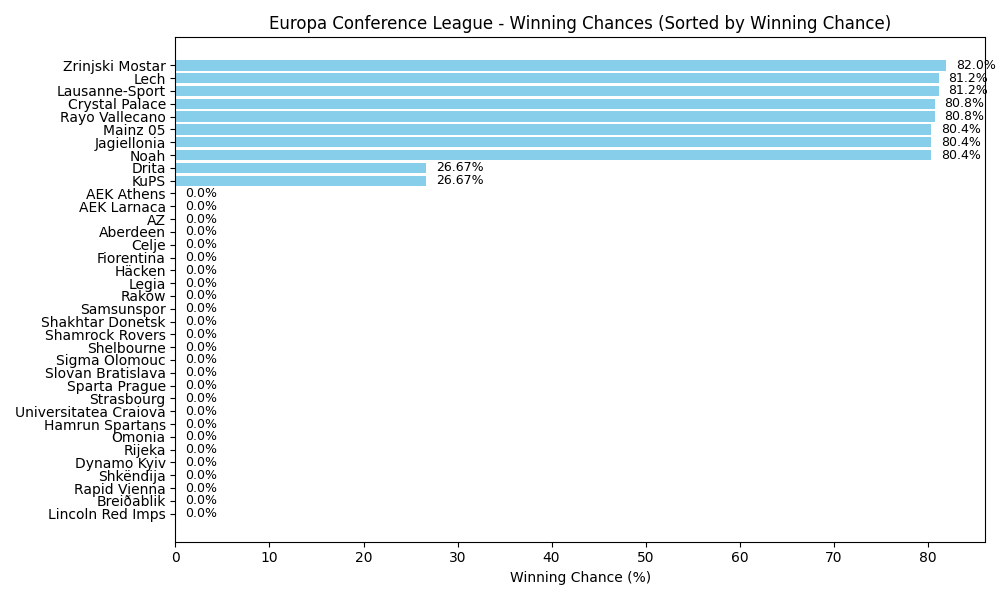 Europa Conference League - Winning Chances (Sorted by Winning Chance)
Zrinjski Mostar 82.0%
Lech 81.2%
Lausanne-Sport 81.2%
Crystal Palace 80.8%
Rayo Vallecano 80.8%
Mainz 05 80.4%
Jagiellonia 80.4%
Noah 80.4%
Drita 26.67%
KuPS 26.67%
AEK Athens 0.0%
AEK Larnaca 0.0%
AZ 0.0%
Aberdeen 0.0%
Celje 0.0%
Fiorentina 0.0%
Häcken 0.0%
Legia 0.0%
Raków 0.0%
Samsunspor 0.0%
Shakhtar Donetsk 0.0%
Shamrock Rovers 0.0%
Shelbourne 0.0%
Sigma Olomouc 0.0%
Slovan Bratislava 0.0%
Sparta Prague 0.0%
Strasbourg 0.0%
Universitatea Craiova 0.0%
Hamrun Spartans 0.0%
Omonia 0.0%
Rijeka 0.0%
Dynamo Kyiv 0.0%
Shkëndija 0.0%
Rapid Vienna 0.0%
Breiðablik 0.0%
Lincoln Red Imps 0.0%
0 10 20 30 40 50 60 70 80
Winning Chance (%)